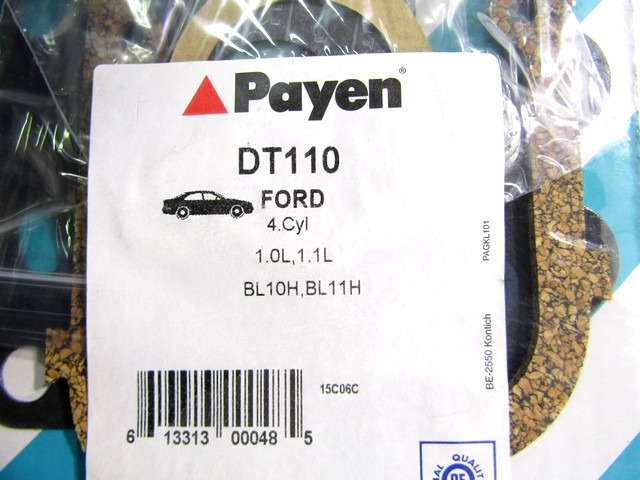 Payen®
DT110
FORD
4.Cyl
1.0L,1.1L
BL10H,BL11H
PAGKL101
BE-2550 Kontich
15C06C
6 13313 00048 5
QUALIT